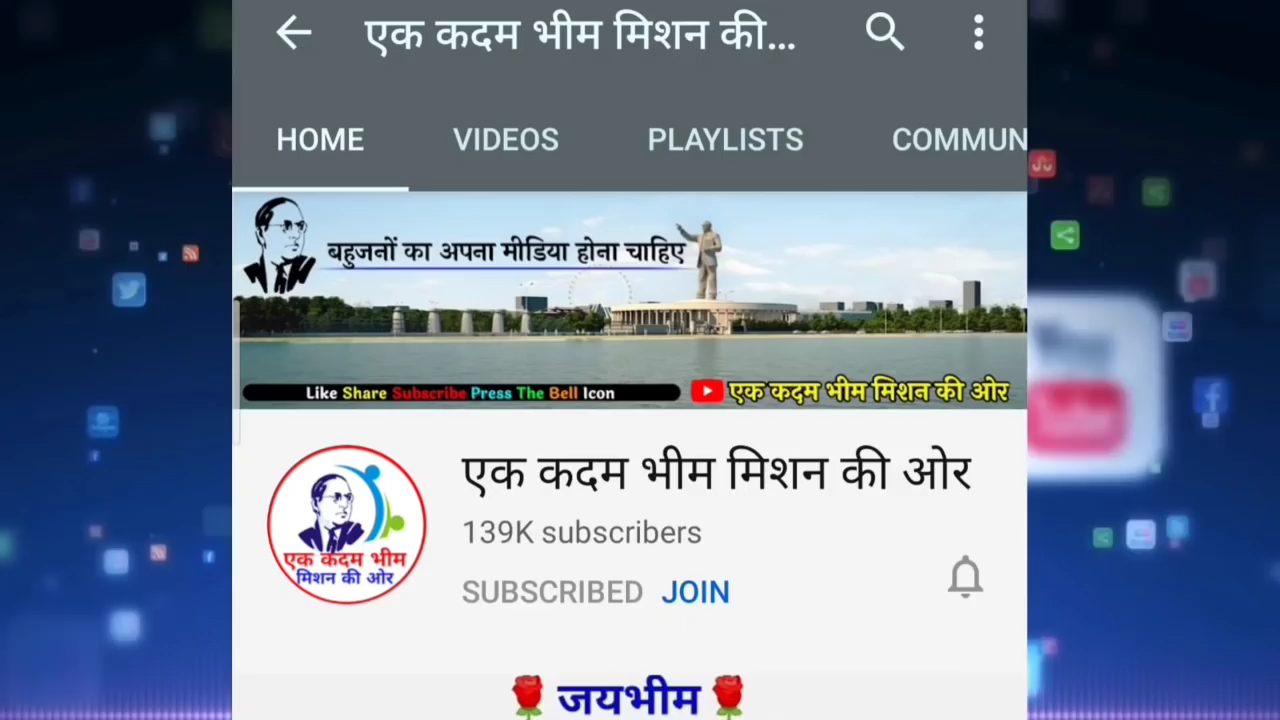 एक कदम भीम मिशन की...
HOME VIDEOS PLAYLISTS COMMUN
बहुजनों का अपना मीडिया होना चाहिए
Like Share Subscribe Press The Bell Icon
एक कदम भीम मिशन की ओर
एक कदम भीम मिशन की ओर
139K subscribers
SUBSCRIBED JOIN
एक कदम भीम
मिशन की ओर
जयभीम